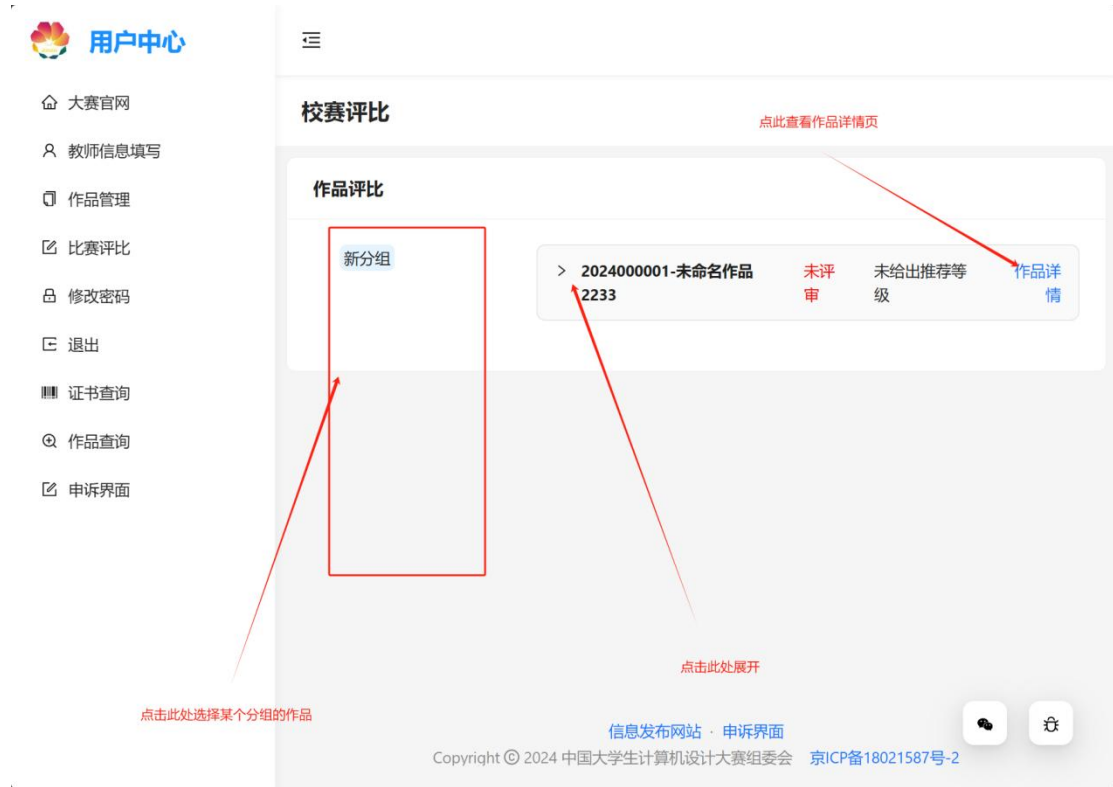 用户中心
大赛官网
教师信息填写
作品管理
比赛评比
修改密码
退出
证书查询
作品查询
申诉界面
校赛评比
点此查看作品详情页
作品评比
新分组
2024000001-未命名作品
2233
未评
审
未给出推荐等
级
作品详
情
点击此处展开
点击此处选择某个分组的作品
信息发布网站 · 申诉界面
Copyright © 2024 中国大学生计算机设计大赛组委会 京ICP备18021587号-2